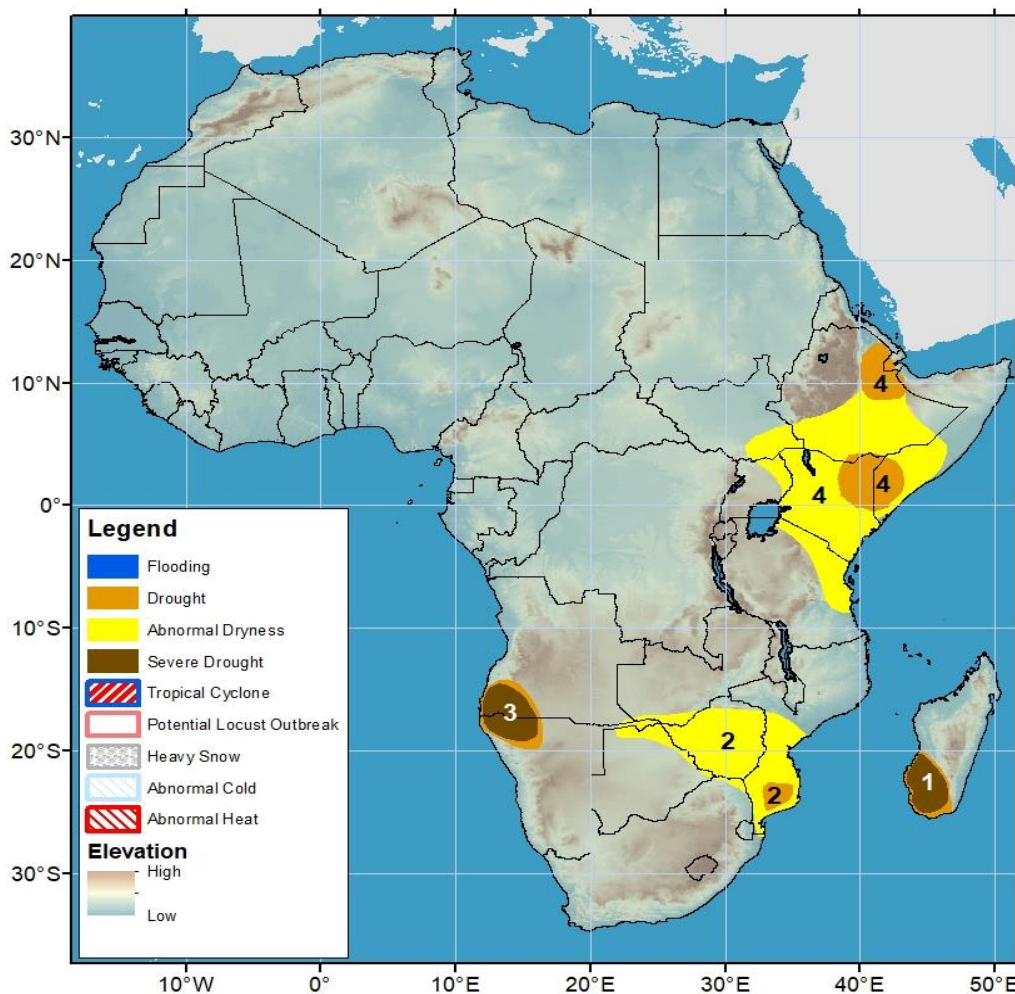 30°N
20°N
10°N
0°
10°S
20°S
30°S
4
4
4
3
2
2
1
Legend
Flooding
Drought
Abnormal Dryness
Severe Drought
Tropical Cyclone
Potential Locust Outbreak
Heavy Snow
Abnormal Cold
Abnormal Heat
Elevation
High
Low
10°W 0° 10°E 20°E 30°E 40°E 50°E